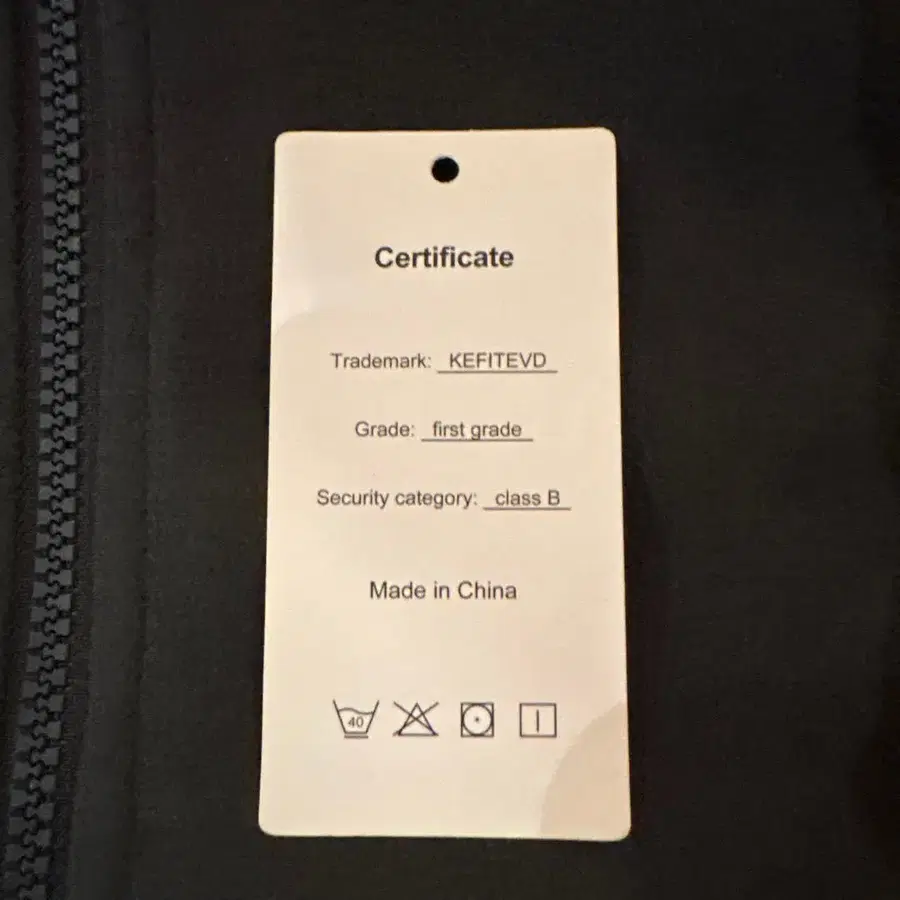 Certificate
Trademark: KEFITEVD
Grade: first grade
Security category: class B
Made in China
40